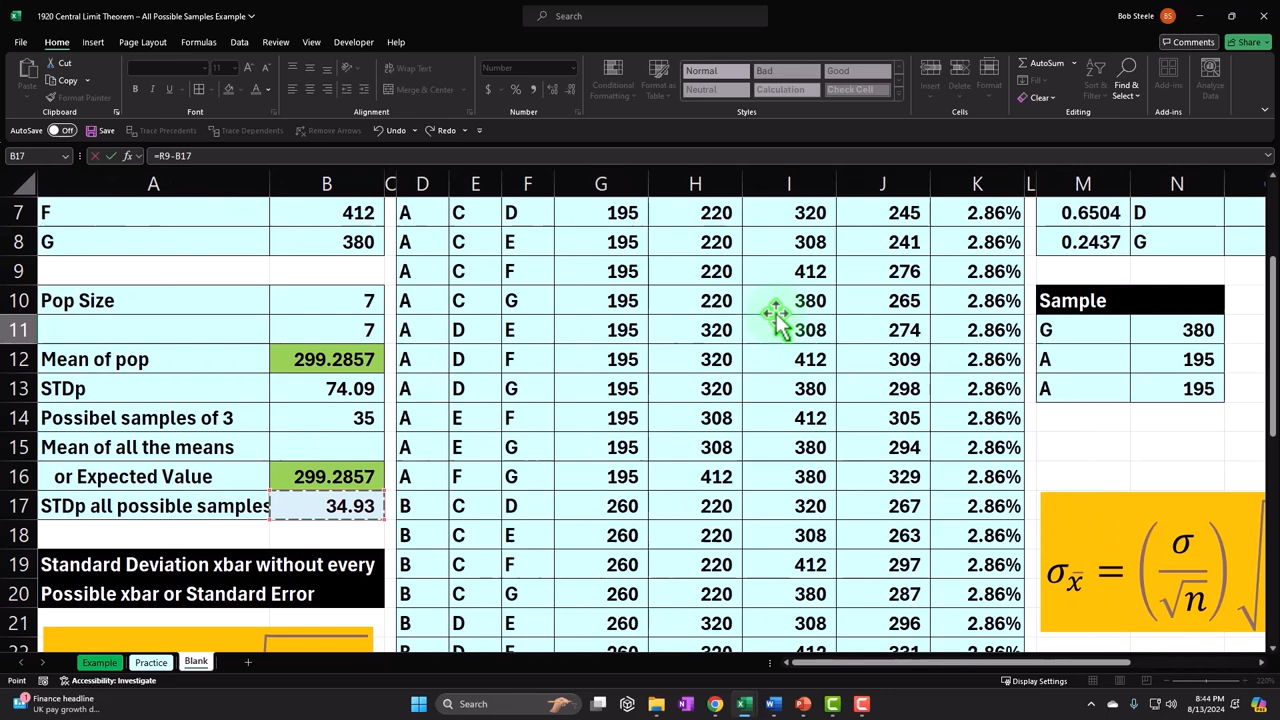 1920 Central Limit Theorem – All Possible Samples Example
Search
Bob Steele
BS
File Home Insert Page Layout Formulas Data Review View Developer Help
Comments
Share
Paste
Cut
Copy
Format Painter
Clipboard
11
Font
Wrap Text
Merge & Center
Alignment
Number
Number
Conditional Formatting
Format as Table
Normal Bad Good
Neutral Calculation Check Cell
Styles
Insert Delete Format
Cells
AutoSum
Fill
Clear
Sort & Filter
Find & Select
Editing
Add-ins
Add-ins
Analyze Data
AutoSave Off Save Trace Precedents Trace Dependents Remove Arrows Undo Redo
B17 fx =R9-B17
A B C D E F G H I J K L M N
7 F 412 A C D 195 220 320 245 2.86% 0.6504 D
8 G 380 A C E 195 220 308 241 2.86% 0.2437 G
9 A C F 195 220 412 276 2.86%
10 Pop Size 7 A C G 195 220 380 265 2.86% Sample
11 7 A D E 195 320 308 274 2.86% G 380
12 Mean of pop 299.2857 A D F 195 320 412 309 2.86% A 195
13 STDp 74.09 A D G 195 320 380 298 2.86% A 195
14 Possibel samples of 3 35 A E F 195 308 412 305 2.86%
15 Mean of all the means A E G 195 308 380 294 2.86%
16 or Expected Value 299.2857 A F G 195 412 380 329 2.86%
17 STDp all possible samples 34.93 B C D 260 220 320 267 2.86%
18 B C E 260 220 308 263 2.86%
19 Standard Deviation xbar without every B C F 260 220 412 297 2.86%
20 Possible xbar or Standard Error B C G 260 220 380 287 2.86%
21 B D E 260 320 308 296 2.86%
σx̄ = (σ/√n)√
Example Practice Blank
Point
Accessibility: Investigate
Display Settings
220%
1
Finance headline
UK pay growth d...
Search
8:44 PM
8/13/2024